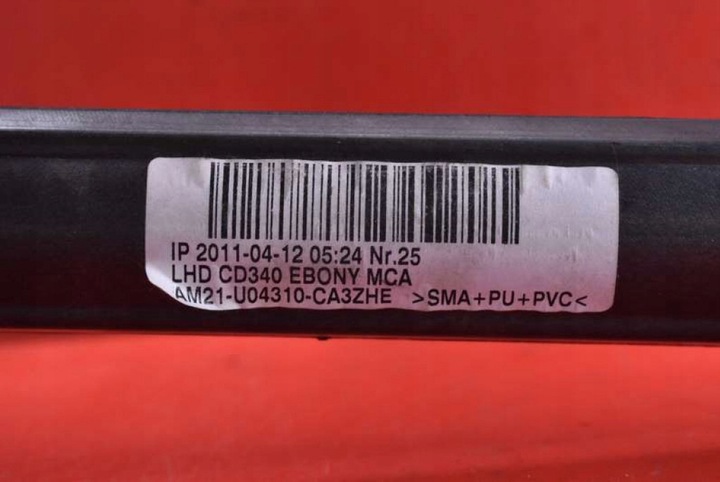 IP 2011-04-12 05:24 Nr.25
LHD CD340 EBONY MCA
AM21-U04310-CA3ZHE >SMA+PU+PVC<